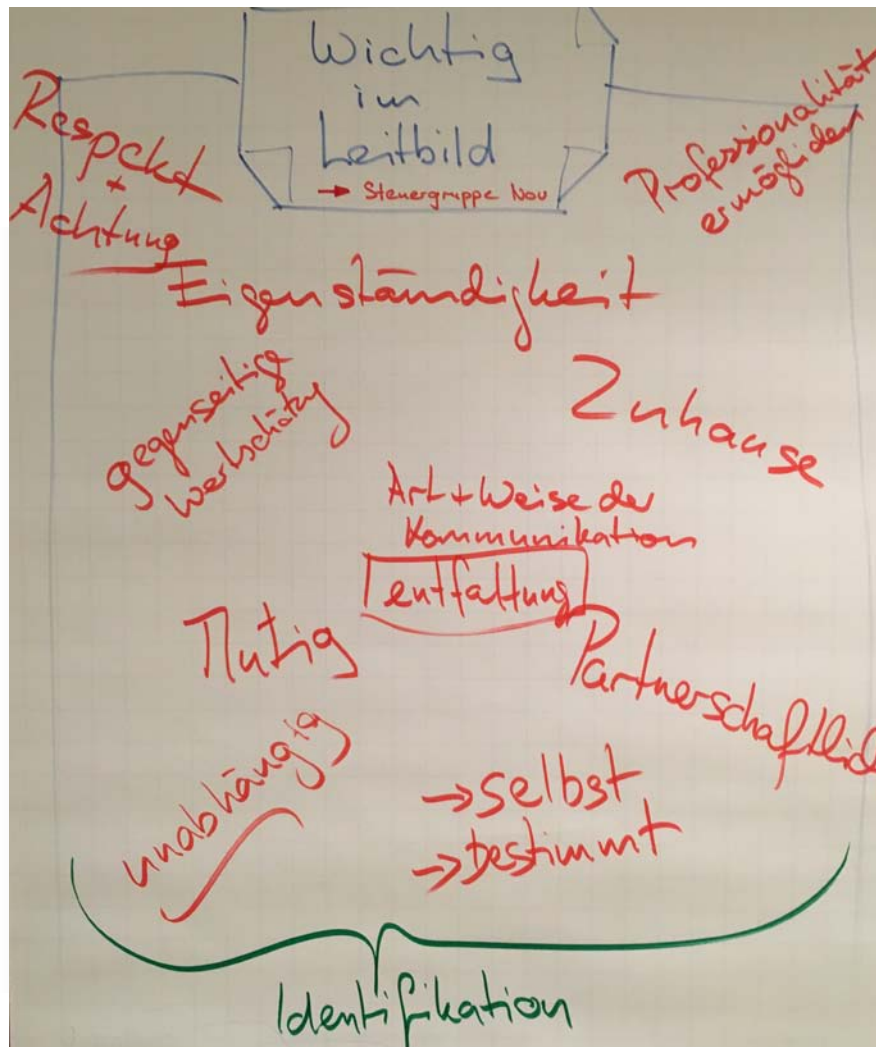 Wichtig
im
Leitbild
→ Steuergruppe Nov
Respekt
+
Achtung
Professionalität
ermöglichen
Eigenständigkeit
gegenseitige
Wertschätzg
Zuhause
Art + Weise der
Kommunikation
entfaltung
Mutig
Partnerschaftlich
unabhängig
→ selbst
→ bestimmt
Identifikation